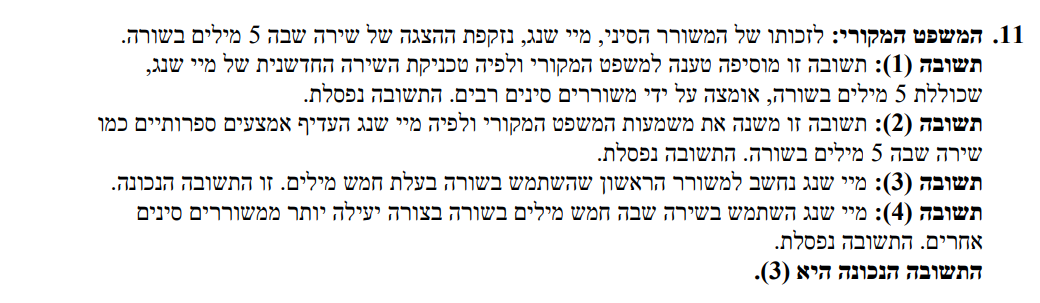 11. המשפט המקורי: לזכותו של המשורר הסיני, מיי שנג, נזקפת ההצגה של שירה שבה 5 מילים בשורה.
תשובה (1): תשובה זו מוסיפה טענה למשפט המקורי ולפיה טכניקת השירה החדשנית של מיי שנג,
שכוללת 5 מילים בשורה, אומצה על ידי משוררים סינים רבים. התשובה נפסלת.
תשובה (2): תשובה זו משנה את משמעות המשפט המקורי ולפיה מיי שנג העדיף אמצעים ספרותיים כמו
שירה שבה 5 מילים בשורה. התשובה נפסלת.
תשובה (3): מיי שנג נחשב למשורר הראשון שהשתמש בשורה בעלת חמש מילים. זו התשובה הנכונה.
תשובה (4): מיי שנג השתמש בשירה שבה חמש מילים בשורה בצורה יעילה יותר ממשוררים סינים
אחרים. התשובה נפסלת.
התשובה הנכונה היא (3).